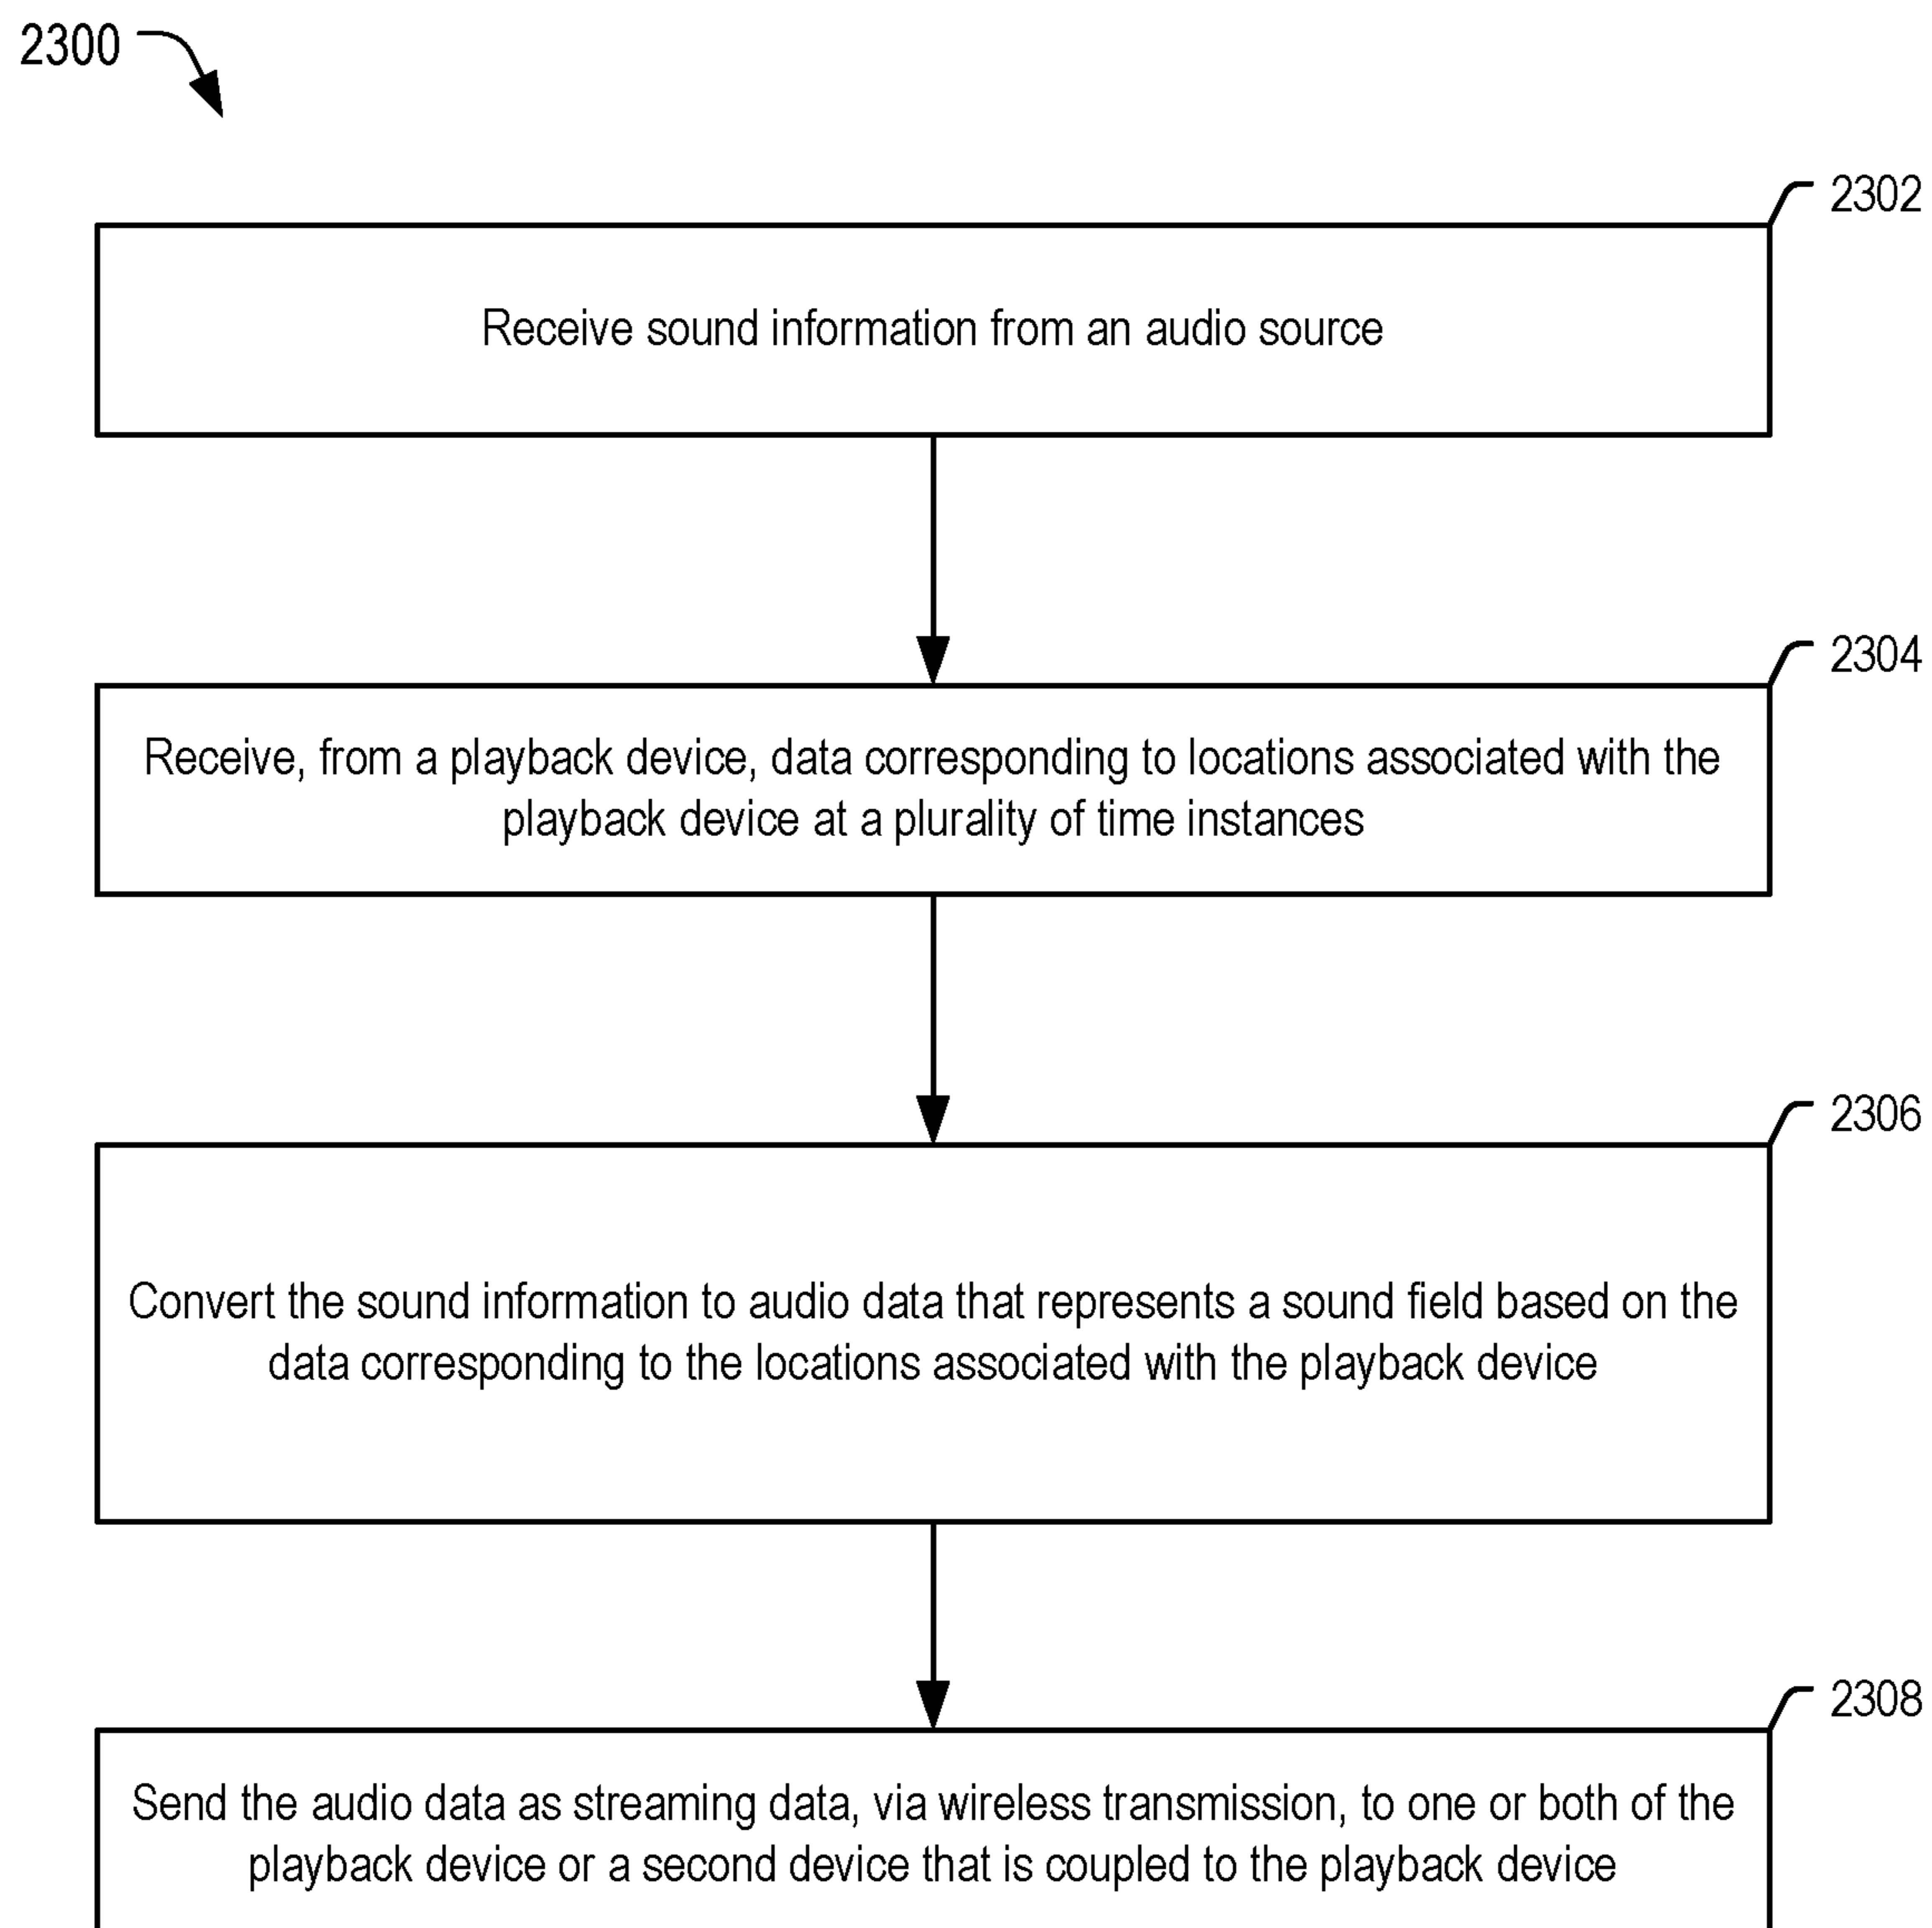 2300
2302
Receive sound information from an audio source
2304
Receive, from a playback device, data corresponding to locations associated with the
playback device at a plurality of time instances
2306
Convert the sound information to audio data that represents a sound field based on the
data corresponding to the locations associated with the playback device
2308
Send the audio data as streaming data, via wireless transmission, to one or both of the
playback device or a second device that is coupled to the playback device